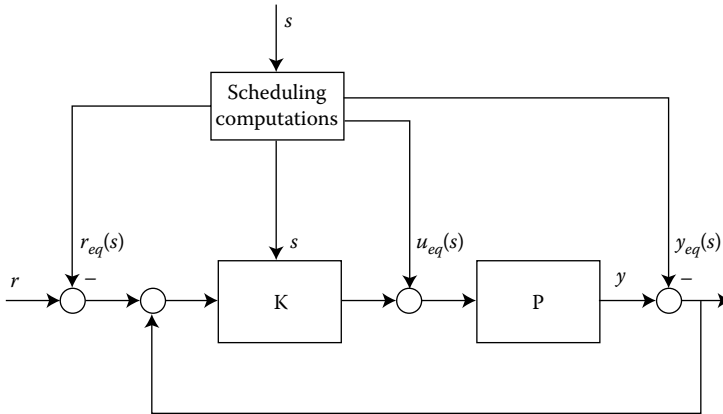 s
Scheduling
computations
r_eq(s)
s
u_eq(s)
y_eq(s)
r
−
K
P
y
−